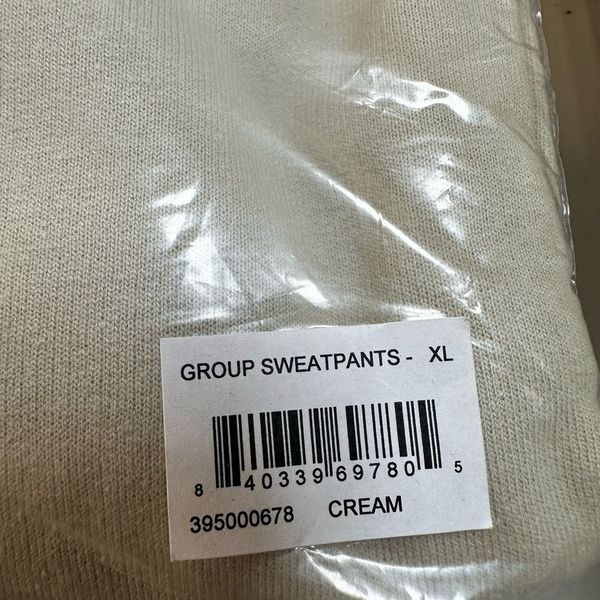 GROUP SWEATPANTS - XL
8 40339 69780 5
395000678 CREAM